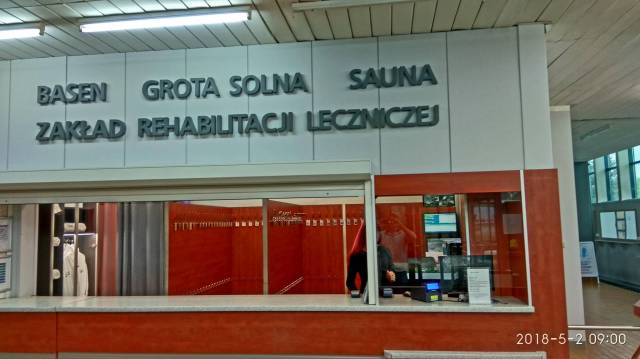 BASEN GROTA SOLNA SAUNA
ZAKŁAD REHABILITACJI LECZNICZEJ
2018-5-2 09:00